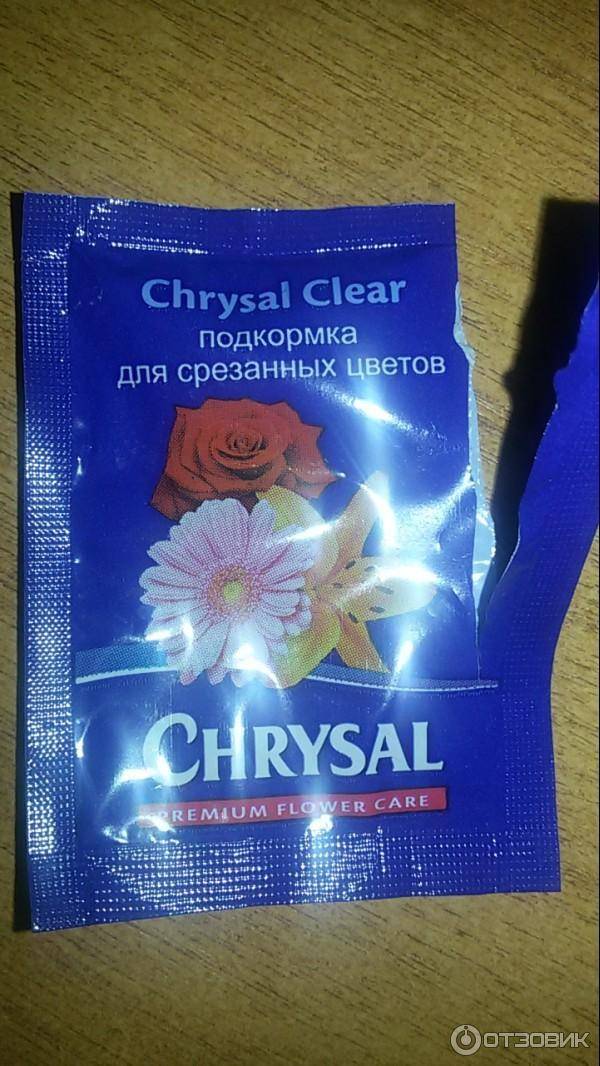 Chrysal Clear
подкормка
для срезанных цветов
CHRYSAL
PREMIUM FLOWER CARE
ОТЗОВИК